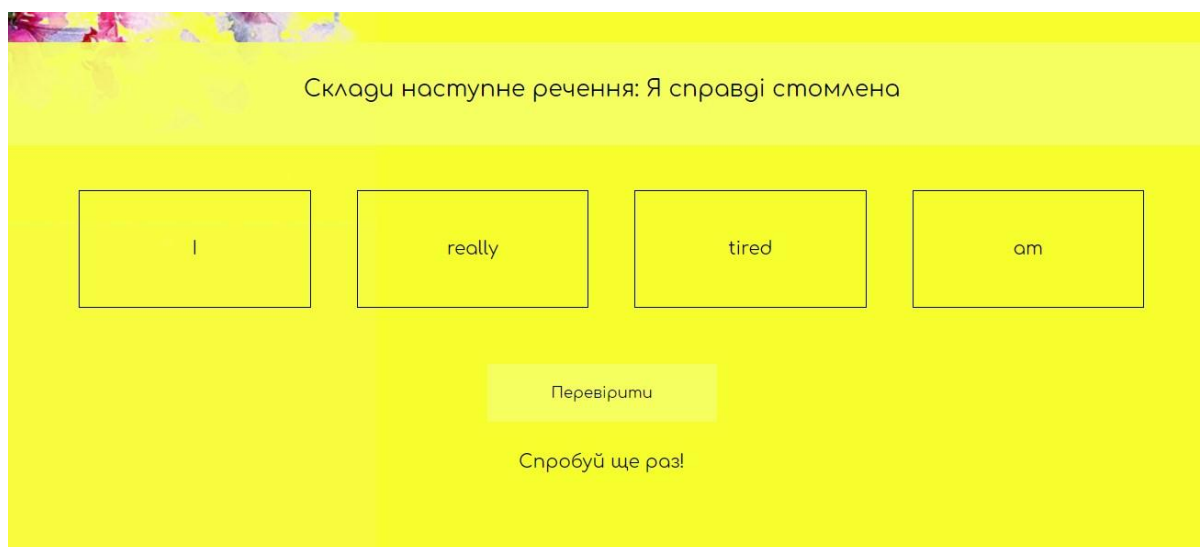 Склади наступне речення: Я справді стомлена
I
really
tired
am
Перевірити
Спробуй ще раз!